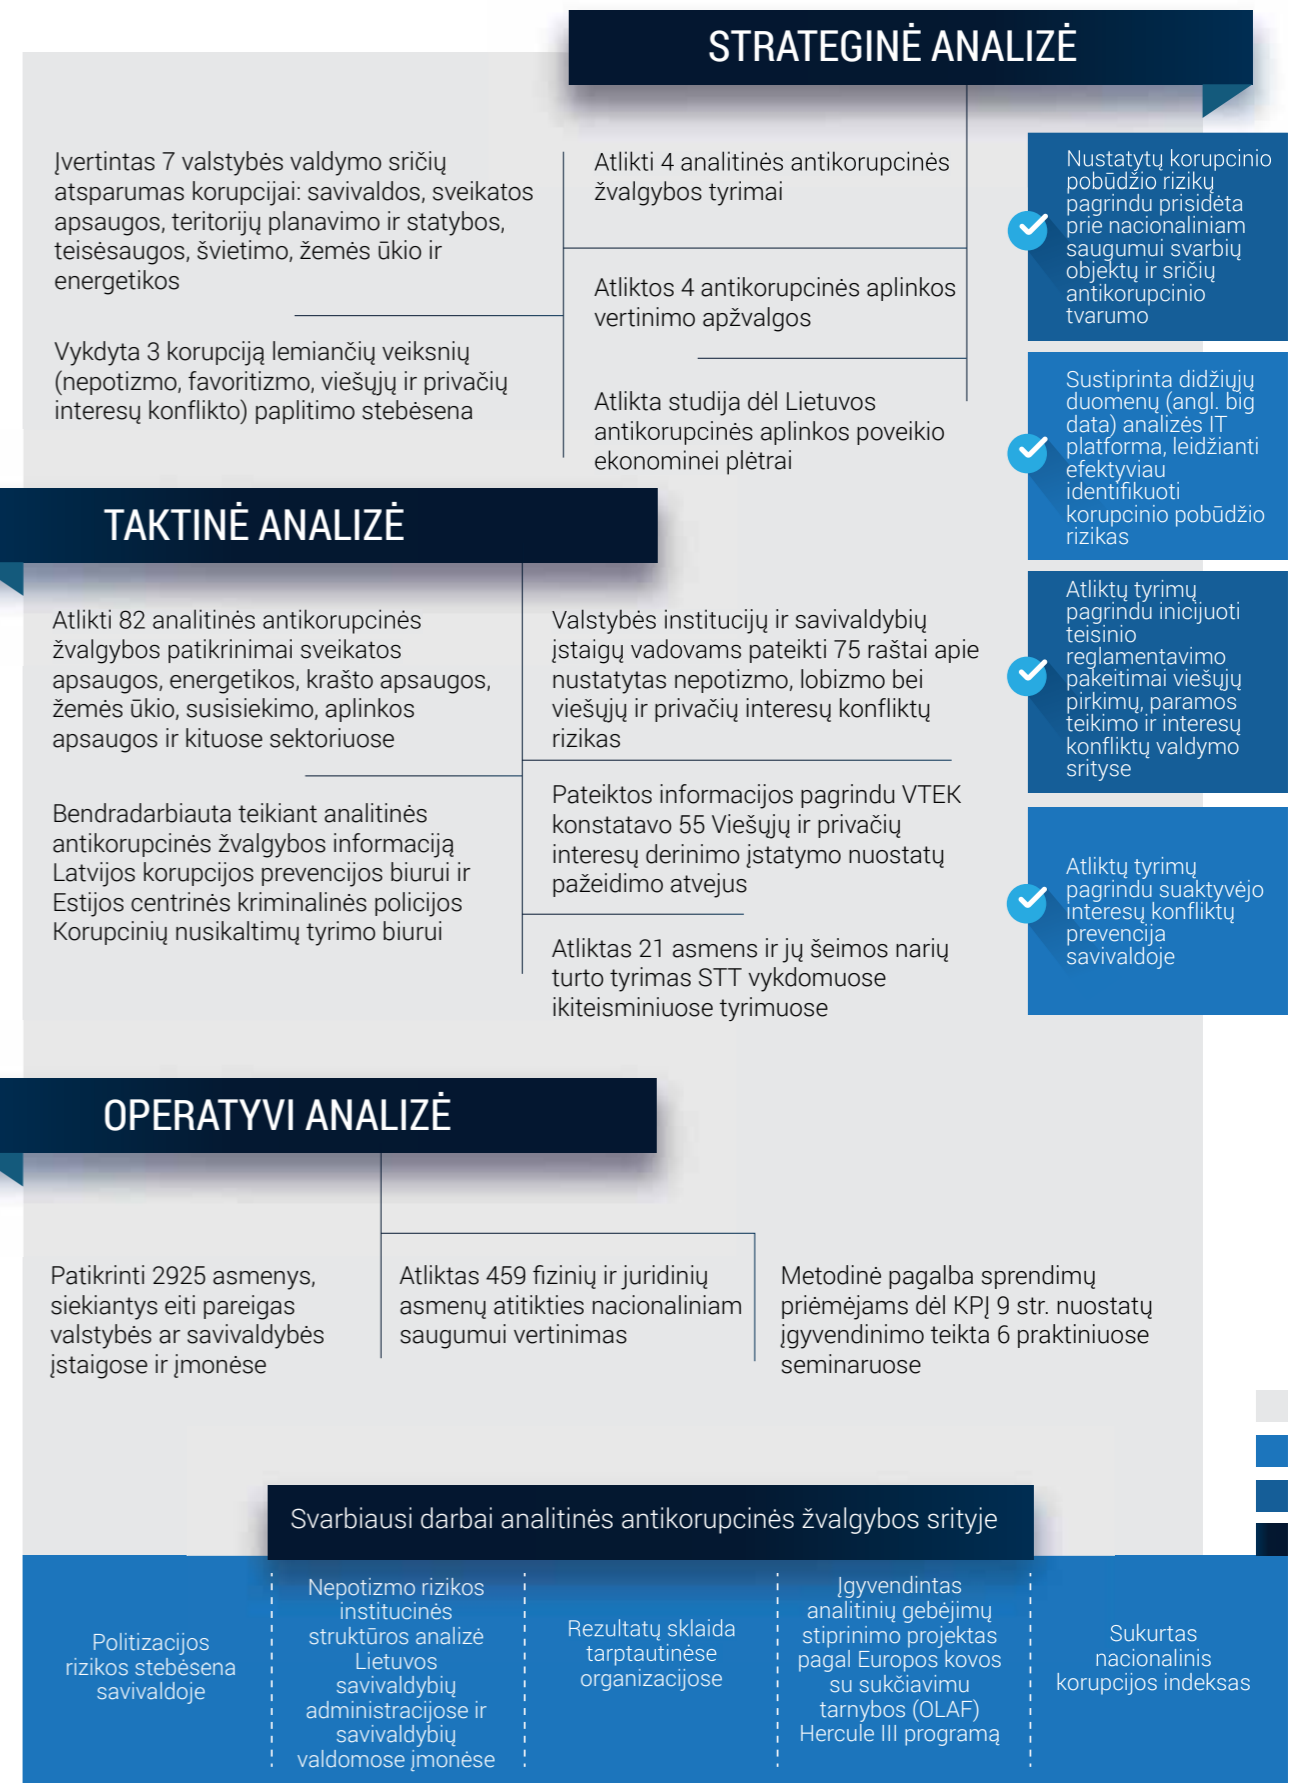 STRATEGINĖ ANALIZĖ
Įvertintas 7 valstybės valdymo sričių
atsparumas korupcijai: savivaldos, sveikatos
apsaugos, teritorijų planavimo ir statybos,
teisėsaugos, švietimo, žemės ūkio ir
energetikos
Vykdyta 3 korupciją lemiančių veiksnių
(nepotizmo, favoritizmo, viešųjų ir privačių
interesų konflikto) paplitimo stebėsena
Atlikti 4 analitinės antikorupcinės
žvalgybos tyrimai
Atliktos 4 antikorupcinės aplinkos
vertinimo apžvalgos
Atlikta studija dėl Lietuvos
antikorupcinės aplinkos poveikio
ekonominei plėtrai
Nustatytų korupcinio
pobūdžio rizikų
pagrindu prisidėta
prie nacionaliniam
saugumui svarbių
objektų ir sričių
antikorupcinio
tvarumo
Sustiprinta didžiųjų
duomenų (angl. big
data) analizės IT
platforma, leidžianti
efektyviau
identifikuoti
korupcinio pobūdžio
rizikas
Atliktų tyrimų
pagrindu inicijuoti
teisinio
reglamentavimo
pakeitimai viešųjų
pirkimų, paramos
teikimo ir interesų
konfliktų valdymo
srityse
Atliktų tyrimų
pagrindu suaktyvėjo
interesų konfliktų
prevencija
savivaldoje
TAKTINĖ ANALIZĖ
Atlikti 82 analitinės antikorupcinės
žvalgybos patikrinimai sveikatos
apsaugos, energetikos, krašto apsaugos,
žemės ūkio, susisiekimo, aplinkos
apsaugos ir kituose sektoriuose
Bendradarbiauta teikiant analitinės
antikorupcinės žvalgybos informaciją
Latvijos korupcijos prevencijos biurui ir
Estijos centrinės kriminalinės policijos
Korupcinių nusikaltimų tyrimo biurui
Valstybės institucijų ir savivaldybių
įstaigų vadovams pateikti 75 raštai apie
nustatytas nepotizmo, lobizmo bei
viešųjų ir privačių interesų konfliktų
rizikas
Pateiktos informacijos pagrindu VTEK
konstatavo 55 Viešųjų ir privačių
interesų derinimo įstatymo nuostatų
pažeidimo atvejus
Atliktas 21 asmens ir jų šeimos narių
turto tyrimas STT vykdomuose
ikiteisminiuose tyrimuose
OPERATYVI ANALIZĖ
Patikrinti 2925 asmenys,
siekiantys eiti pareigas
valstybės ar savivaldybės
įstaigose ir įmonėse
Atliktas 459 fizinių ir juridinių
asmenų atitikties nacionaliniam
saugumui vertinimas
Metodinė pagalba sprendimų
priėmėjams dėl KPĮ 9 str. nuostatų
įgyvendinimo teikta 6 praktiniuose
seminaruose
Svarbiausi darbai analitinės antikorupcinės žvalgybos srityje
Politizacijos
rizikos stebėsena
savivaldoje
Nepotizmo rizikos
institucinės
struktūros analizė
Lietuvos
savivaldybių
administracijose ir
savivaldybių
valdomose įmonėse
Rezultatų sklaida
tarptautinėse
organizacijose
Įgyvendintas
analitinių gebėjimų
stiprinimo projektas
pagal Europos kovos
su sukčiavimu
tarnybos (OLAF)
Hercule III programą
Sukurtas
nacionalinis
korupcijos indeksas